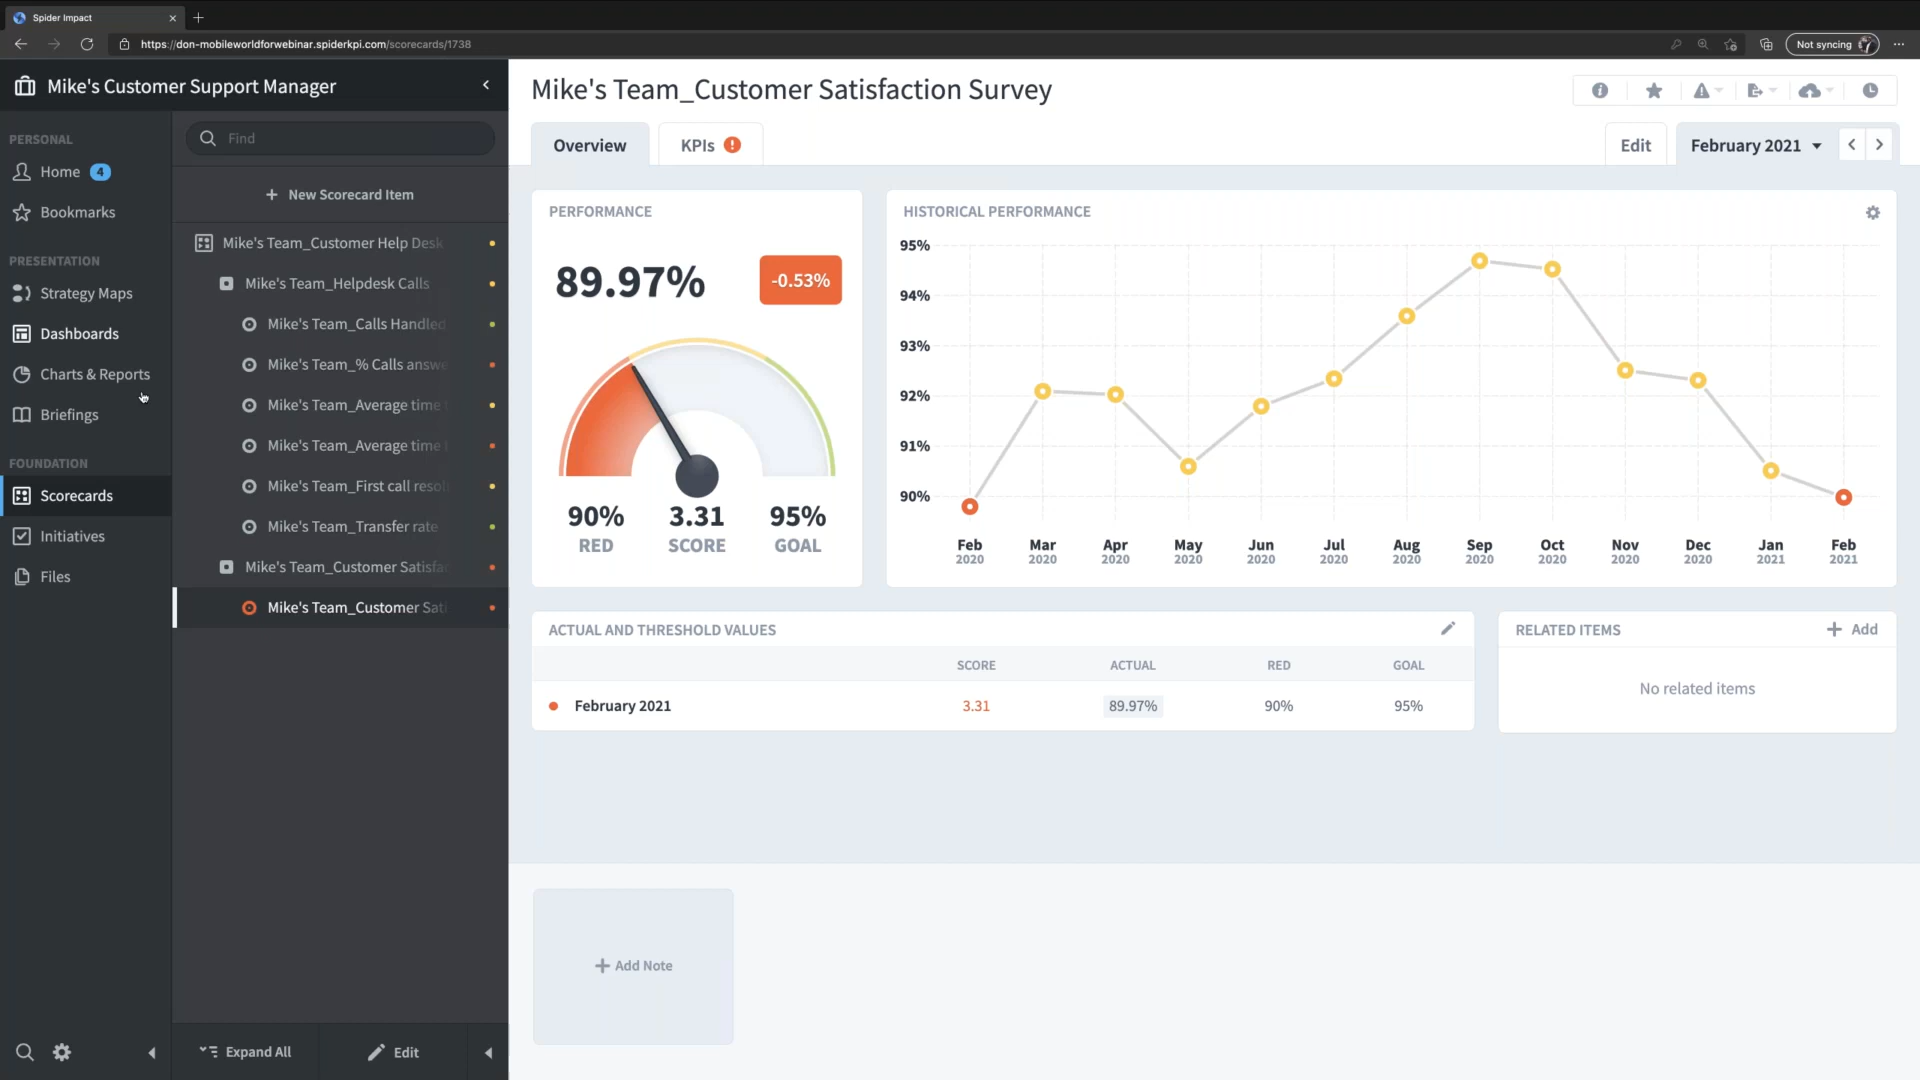 Spider Impact
https://don-mobileworldforwebinar.spiderkpi.com/scorecards/1738
Not syncing
Mike's Customer Support Manager
PERSONAL
Home 4
Bookmarks
PRESENTATION
Strategy Maps
Dashboards
Charts & Reports
Briefings
FOUNDATION
Scorecards
Initiatives
Files
Find
+ New Scorecard Item
Mike's Team_Customer Help Desk
Mike's Team_Helpdesk Calls
Mike's Team_Calls Handled
Mike's Team_% Calls answe
Mike's Team_Average time
Mike's Team_Average time
Mike's Team_First call resol
Mike's Team_Transfer rate
Mike's Team_Customer Satisfac
Mike's Team_Customer Sati
Expand All
Edit
Mike's Team_Customer Satisfaction Survey
Overview
KPIs
Edit
February 2021
PERFORMANCE
89.97%
-0.53%
90% 3.31 95%
RED SCORE GOAL
HISTORICAL PERFORMANCE
95%
94%
93%
92%
91%
90%
Feb Mar Apr May Jun Jul Aug Sep Oct Nov Dec Jan Feb
2020 2020 2020 2020 2020 2020 2020 2020 2020 2020 2020 2021 2021
ACTUAL AND THRESHOLD VALUES
SCORE ACTUAL RED GOAL
February 2021 3.31 89.97% 90% 95%
RELATED ITEMS
+ Add
No related items
+ Add Note